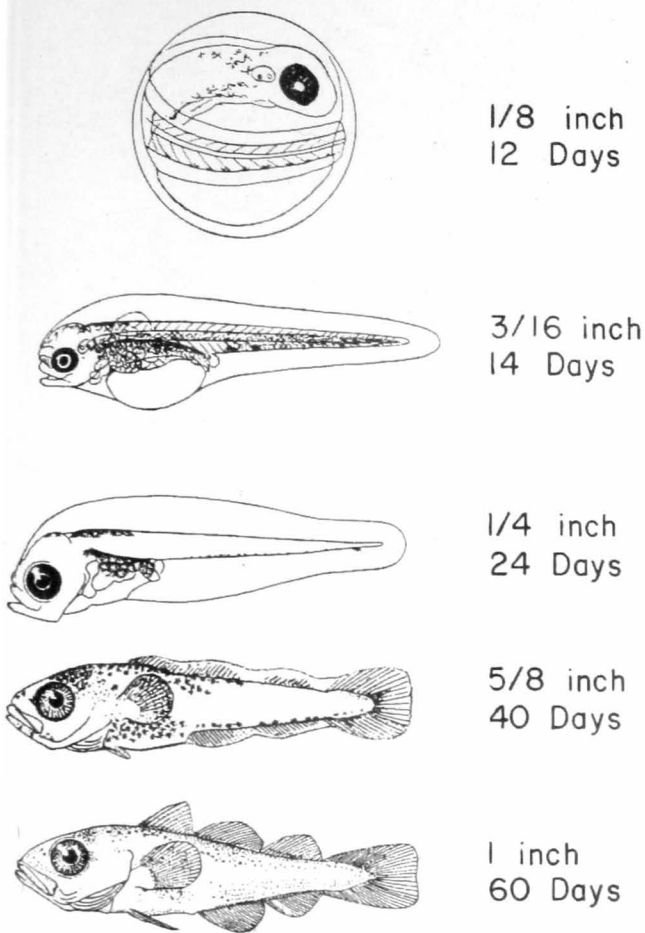 1/8 inch
12 Days
3/16 inch
14 Days
1/4 inch
24 Days
5/8 inch
40 Days
1 inch
60 Days